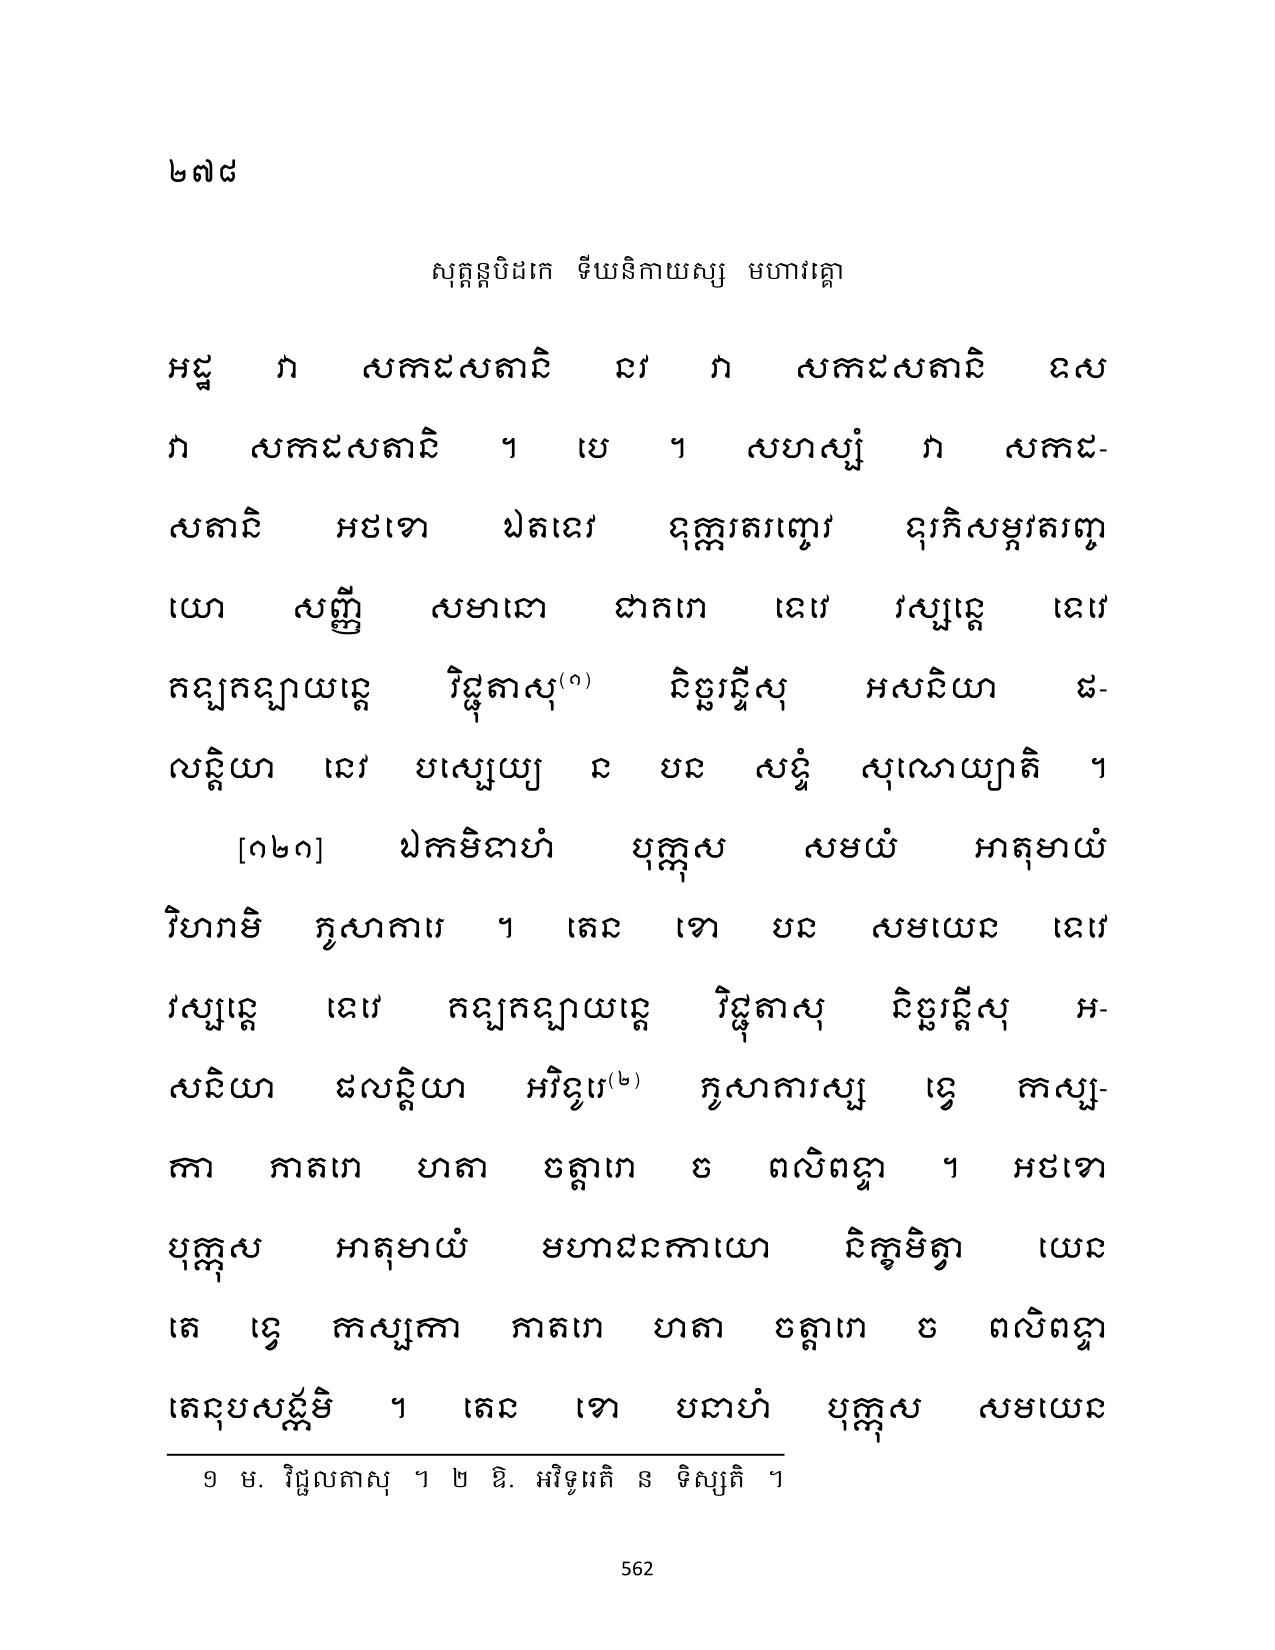 ២៧៨
សុត្តន្តបិដកេ ទីឃនិកាយស្ស មហាវគ្គោ
អដ្ឋ វា សកដសតានិ នវ វា សកដសតានិ ទស
វា សកដសតានិ ។ បេ ។ សហស្សំ វា សកដ-
សតានិ អថខោ ឯតទេវ ទុក្ករតរញ្ចេវ ទុរភិសម្ភវតរញ្ច
យោ សញ្ញី សមានោ ជាគរោ ទេវេ វស្សន្តេ ទេវេ
គឡគឡាយន្តេ វិជ្ជុតាសុ(១) និច្ឆរន្ទីសុ អសនិយា ផ-
លន្តិយា នេវ បស្សេយ្យ ន បន សទ្ទំ សុណេយ្យាតិ ។
[១២១] ឯកមិទាហំ បុក្កុស សមយំ អាតុមាយំ
វិហរាមិ ភូសាគារេ ។ តេន ខោ បន សមយេន ទេវេ
វស្សន្តេ ទេវេ គឡគឡាយន្តេ វិជ្ជុតាសុ និច្ឆរន្តីសុ អ-
សនិយា ផលន្តិយា អវិទូរេ(២) ភូសាគារស្ស ទ្វេ កស្ស-
កា ភាតរោ ហតា ចត្តារោ ច ពលិពទ្ទា ។ អថខោ
បុក្កុស អាតុមាយំ មហាជនកាយោ និក្ខមិត្វា យេន
តេ ទ្វេ កស្សកា ភាតរោ ហតា ចត្តារោ ច ពលិពទ្ទា
តេនុបសង្ក័មិ ។ តេន ខោ បនាហំ បុក្កុស សមយេន
១ ម. វិជ្ជលតាសុ ។ ២ ឱ. អវិទូរេតិ ន ទិស្សតិ ។
562